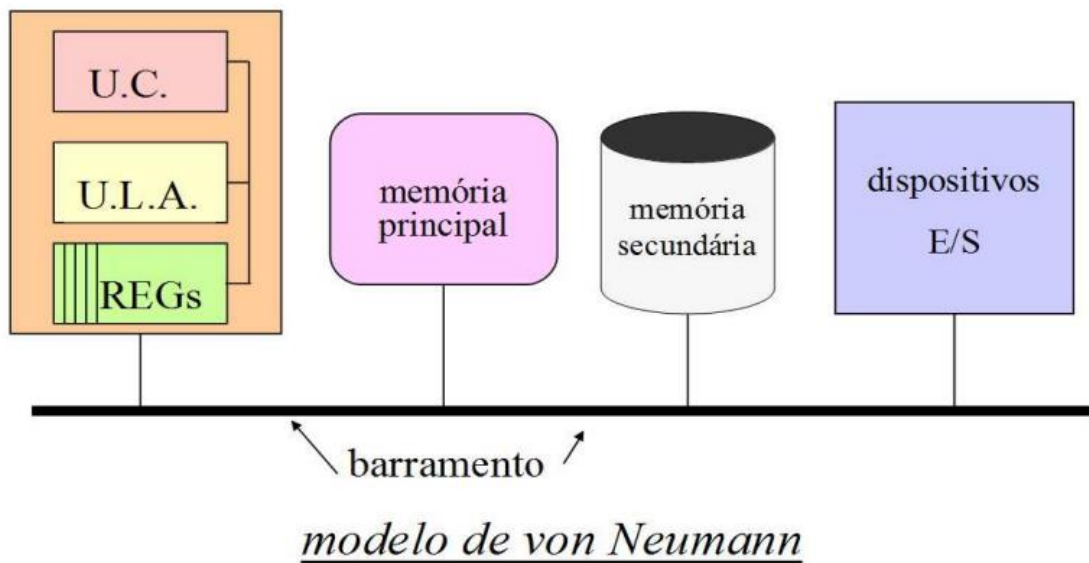 U.C.
U.L.A.
REGs
memória
principal
memória
secundária
dispositivos
E/S
barramento
modelo de von Neumann